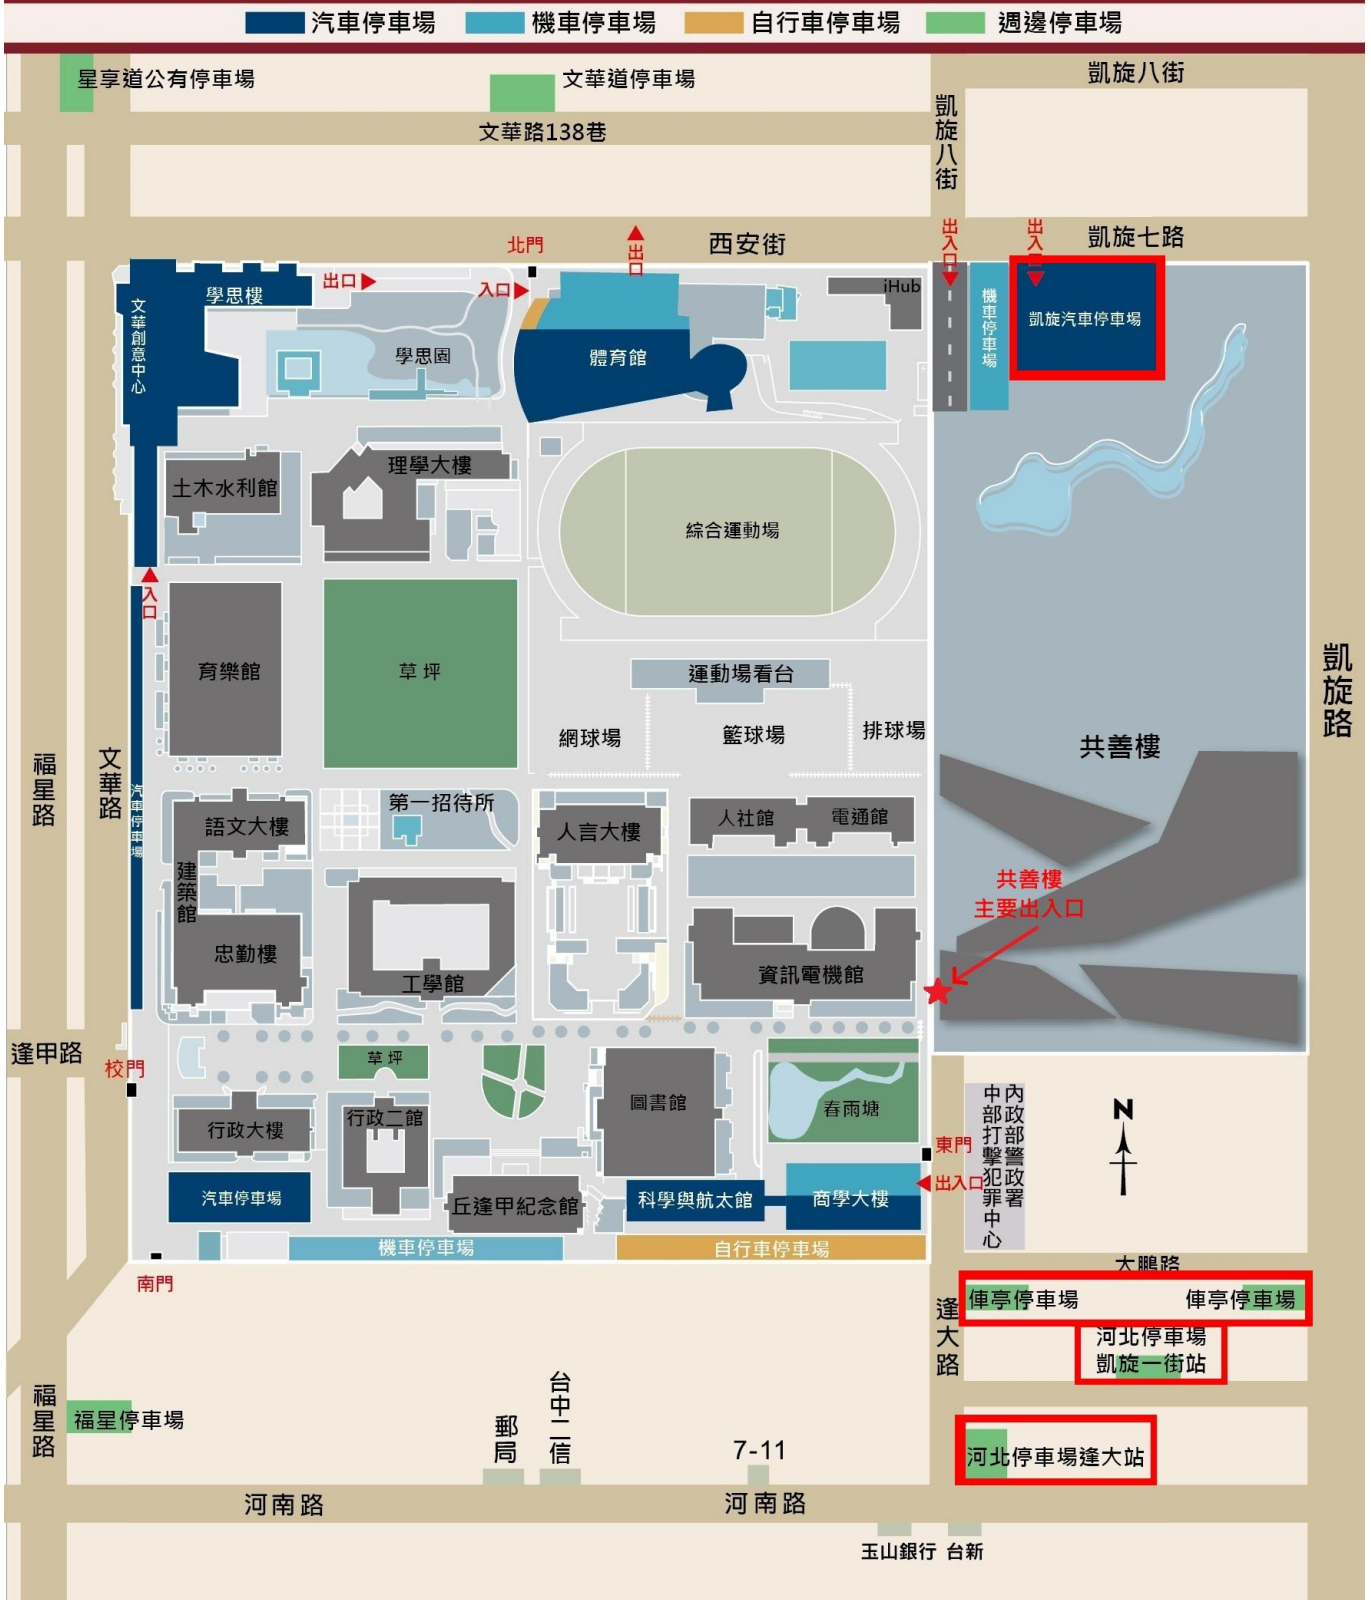 汽車停車場
機車停車場
自行車停車場
週邊停車場
星享道公有停車場
文華道停車場
凱旋八街
文華路138巷
凱旋八街
西安街
凱旋七路
北門
出口
出入口
出入口
學思樓
出口
入口
iHub
文華創意中心
機車停車場
凱旋汽車停車場
學思園
體育館
理學大樓
土木水利館
綜合運動場
入口
育樂館
草坪
運動場看台
網球場
籃球場
排球場
凱旋路
共善樓
福星路
文華路
汽車停車場
第一招待所
語文大樓
人言大樓
人社館
電通館
建築館
共善樓
主要出入口
忠勤樓
工學館
資訊電機館
逢甲路
校門
草坪
圖書館
春雨塘
行政大樓
行政二館
內政部警政署
中部打擊犯罪中心
N
東門
出入口
汽車停車場
丘逢甲紀念館
科學與航太館
商學大樓
機車停車場
自行車停車場
南門
大鵬路
俥亭停車場
俥亭停車場
逢大路
河北停車場
凱旋一街站
福星路
福星停車場
郵局
台中二信
7-11
河北停車場逢大站
河南路
河南路
玉山銀行
台新